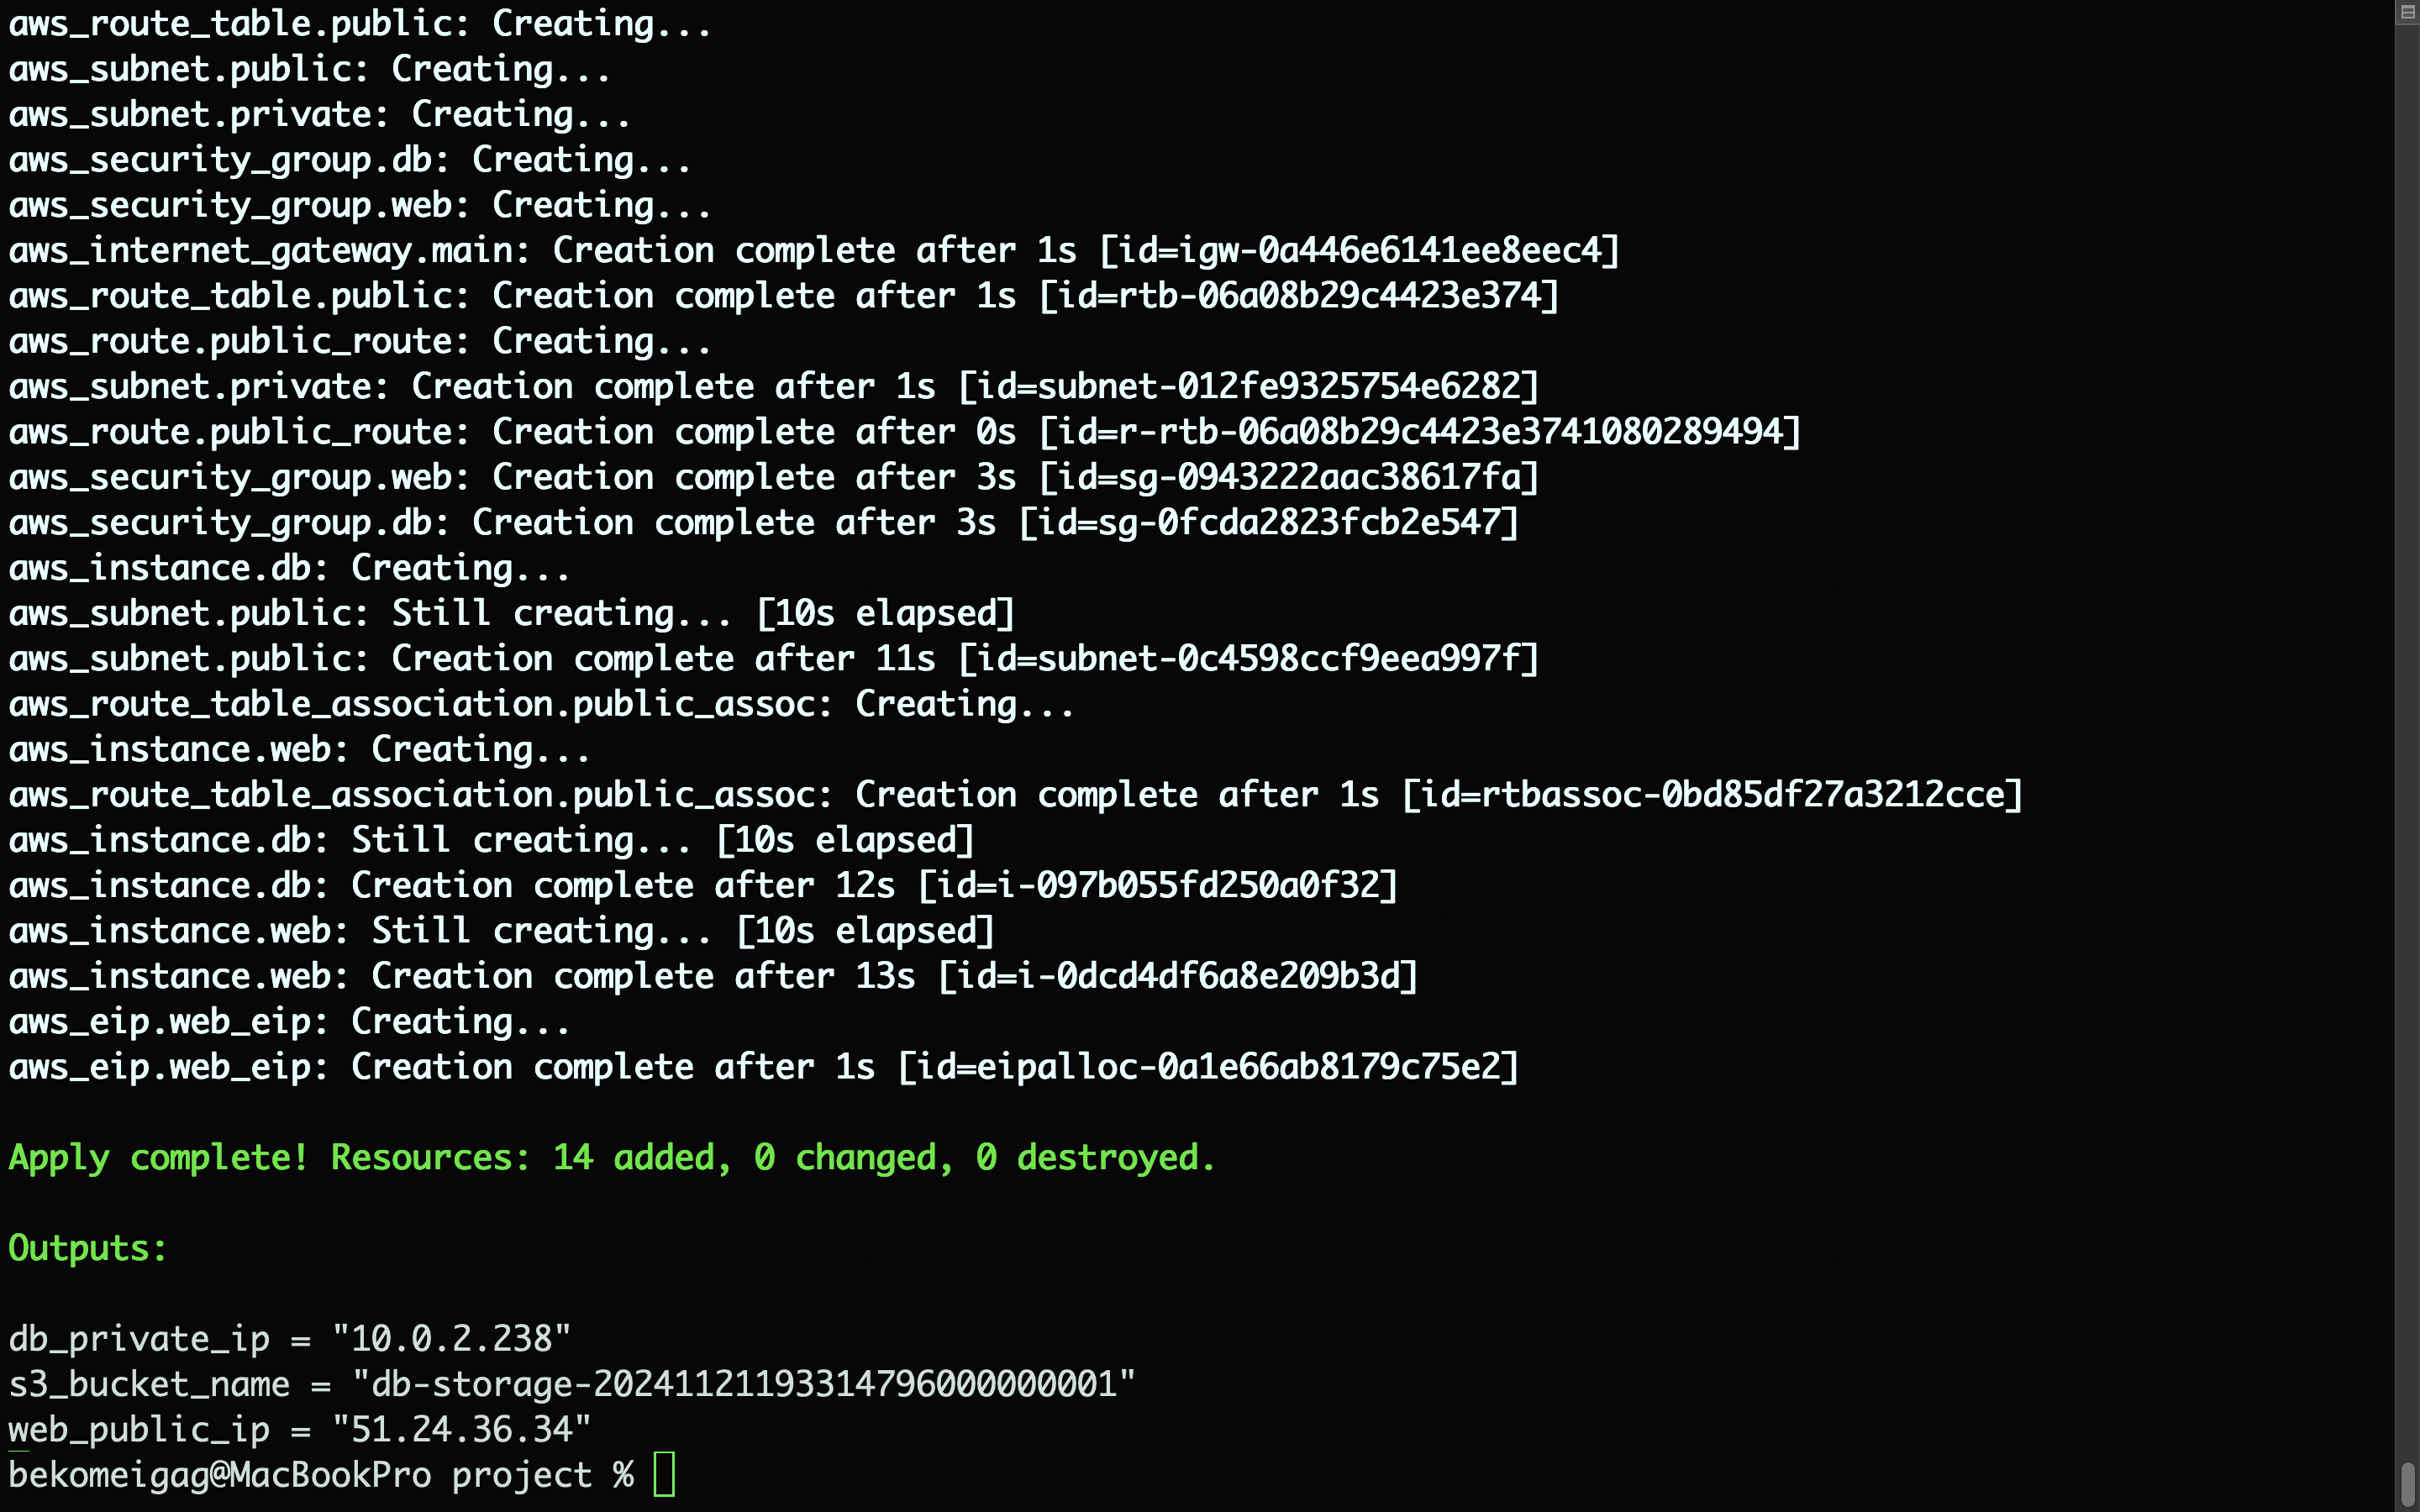 aws_route_table.public: Creating...
aws_subnet.public: Creating...
aws_subnet.private: Creating...
aws_security_group.db: Creating...
aws_security_group.web: Creating...
aws_internet_gateway.main: Creation complete after 1s [id=igw-0a446e6141ee8eec4]
aws_route_table.public: Creation complete after 1s [id=rtb-06a08b29c4423e374]
aws_route.public_route: Creating...
aws_subnet.private: Creation complete after 1s [id=subnet-012fe9325754e6282]
aws_route.public_route: Creation complete after 0s [id=r-rtb-06a08b29c4423e3741080289494]
aws_security_group.web: Creation complete after 3s [id=sg-0943222aac38617fa]
aws_security_group.db: Creation complete after 3s [id=sg-0fcda2823fcb2e547]
aws_instance.db: Creating...
aws_subnet.public: Still creating... [10s elapsed]
aws_subnet.public: Creation complete after 11s [id=subnet-0c4598ccf9eea997f]
aws_route_table_association.public_assoc: Creating...
aws_instance.web: Creating...
aws_route_table_association.public_assoc: Creation complete after 1s [id=rtbassoc-0bd85df27a3212cce]
aws_instance.db: Still creating... [10s elapsed]
aws_instance.db: Creation complete after 12s [id=i-097b055fd250a0f32]
aws_instance.web: Still creating... [10s elapsed]
aws_instance.web: Creation complete after 13s [id=i-0dcd4df6a8e209b3d]
aws_eip.web_eip: Creating...
aws_eip.web_eip: Creation complete after 1s [id=eipalloc-0a1e66ab8179c75e2]
Apply complete! Resources: 14 added, 0 changed, 0 destroyed.
Outputs:
db_private_ip = "10.0.2.238"
s3_bucket_name = "db-storage-20241121193314796000000001"
web_public_ip = "51.24.36.34"
bekomeigag@MacBookPro project %